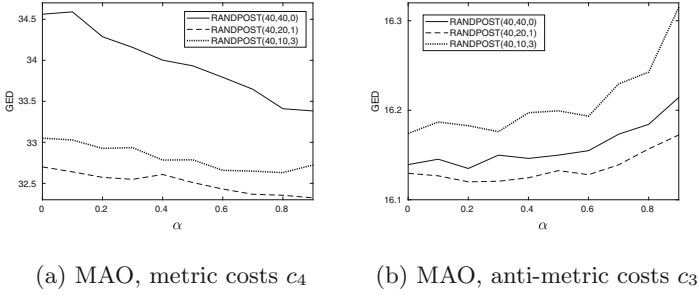 34.5
34
33.5
33
32.5
GED
0
0.2
0.4
0.6
0.8
α
RANDPOST(40,40,0)
RANDPOST(40,20,1)
RANDPOST(40,10,3)
16.3
16.2
16.1
GED
0
0.2
0.4
0.6
0.8
α
RANDPOST(40,40,0)
RANDPOST(40,20,1)
RANDPOST(40,10,3)
(a) MAO, metric costs c4
(b) MAO, anti-metric costs c3